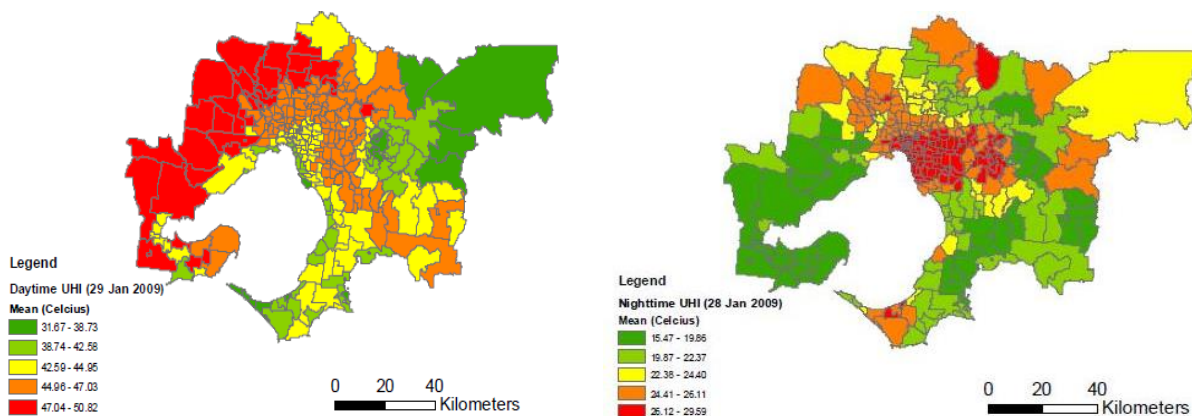 Legend
Daytime UHI (29 Jan 2009)
Mean (Celcius)
31.67 - 38.73
38.74 - 42.58
42.59 - 44.95
44.96 - 47.03
47.04 - 50.82
0 20 40
Kilometers
Legend
Nighttime UHI (28 Jan 2009)
Mean (Celcius)
15.47 - 19.86
19.87 - 22.37
22.38 - 24.40
24.41 - 26.11
26.12 - 29.59
0 20 40
Kilometers